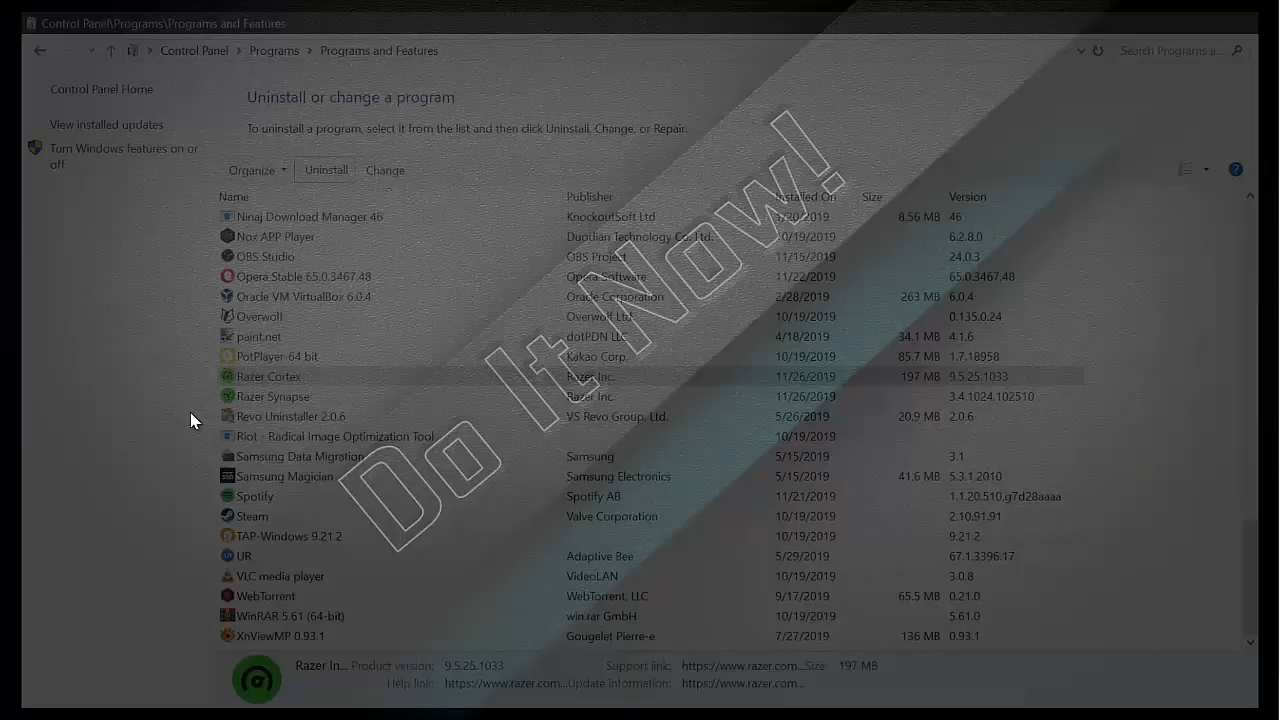 Control Panel\Programs\Programs and Features
Control Panel > Programs > Programs and Features
Search Programs a...
Control Panel Home
View installed updates
Turn Windows features on or off
Uninstall or change a program
To uninstall a program, select it from the list and then click Uninstall, Change, or Repair.
Organize Uninstall Change
Name Publisher Installed On Size Version
Ninaj Download Manager 46 KnockoutSoft Ltd 1/20/2019 8.56 MB 46
Nox APP Player Duodian Technology Co. Ltd. 10/19/2019 6.2.8.0
OBS Studio OBS Project 11/15/2019 24.0.3
Opera Stable 65.0.3467.48 Opera Software 11/22/2019 65.0.3467.48
Oracle VM VirtualBox 6.0.4 Oracle Corporation 2/28/2019 263 MB 6.0.4
Overwolf Overwolf Ltd. 10/19/2019 0.135.0.24
paint.net dotPDN LLC 4/18/2019 34.1 MB 4.1.6
PotPlayer-64 bit Kakao Corp. 10/19/2019 85.7 MB 1.7.18958
Razer Cortex Razer Inc. 11/26/2019 197 MB 9.5.25.1033
Razer Synapse Razer Inc. 11/26/2019 3.4.1024.102510
Revo Uninstaller 2.0.6 VS Revo Group, Ltd. 5/26/2019 20.9 MB 2.0.6
Riot - Radical Image Optimization Tool 10/19/2019
Samsung Data Migration Samsung 5/15/2019 3.1
Samsung Magician Samsung Electronics 5/15/2019 41.6 MB 5.3.1.2010
Spotify Spotify AB 11/21/2019 1.1.20.510.g7d28aaaa
Steam Valve Corporation 10/19/2019 2.10.91.91
TAP-Windows 9.21.2 10/19/2019 9.21.2
UR Adaptive Bee 5/29/2019 67.1.3396.17
VLC media player VideoLAN 10/19/2019 3.0.8
WebTorrent WebTorrent, LLC 9/17/2019 65.5 MB 0.21.0
WinRAR 5.61 (64-bit) win.rar GmbH 10/19/2019 5.61.0
XnViewMP 0.93.1 Gougelet Pierre-e 7/27/2019 136 MB 0.93.1
Razer In... Product version: 9.5.25.1033 Support link: https://www.razer.com... Size: 197 MB
Help link: https://www.razer.com... Update information: https://www.razer.com...
Do It Now!